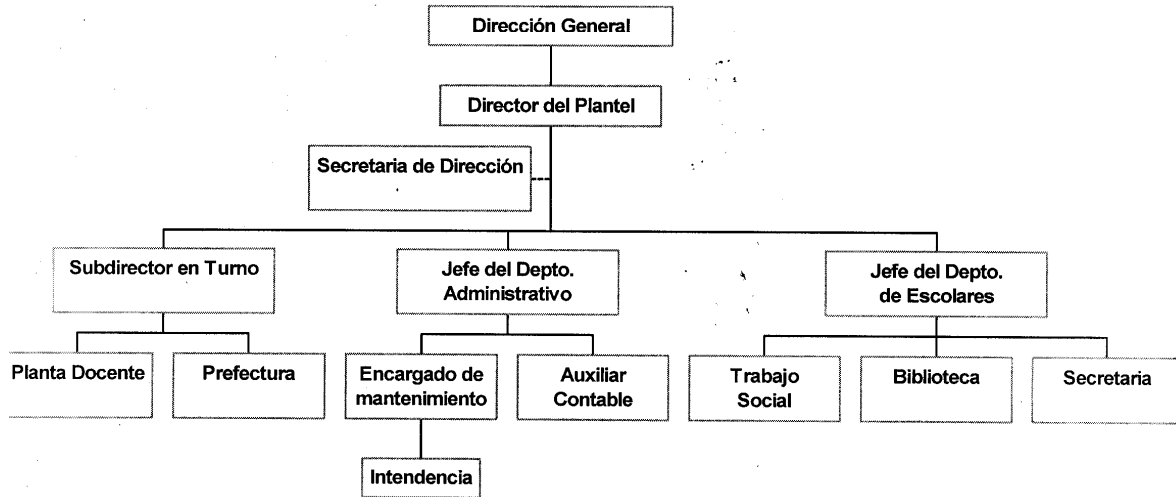 Dirección General
Director del Plantel
Secretaria de Dirección
Subdirector en Turno
Jefe del Depto.
Administrativo
Jefe del Depto.
de Escolares
Planta Docente
Prefectura
Encargado de
mantenimiento
Auxiliar
Contable
Trabajo
Social
Biblioteca
Secretaria
Intendencia